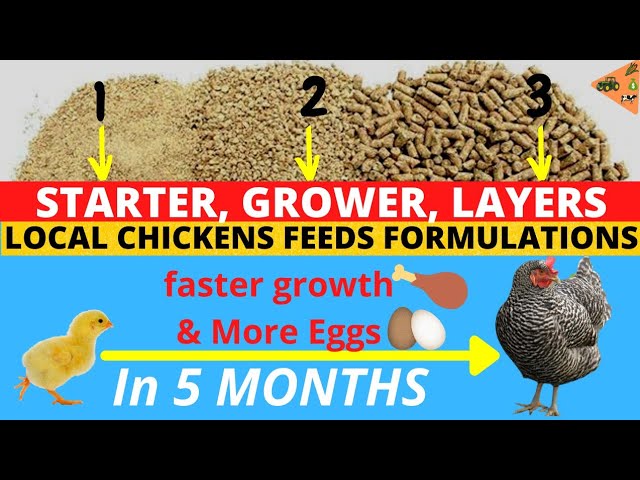 1 2 3
STARTER, GROWER, LAYERS
LOCAL CHICKENS FEEDS FORMULATIONS
faster growth
& More Eggs
In 5 MONTHS